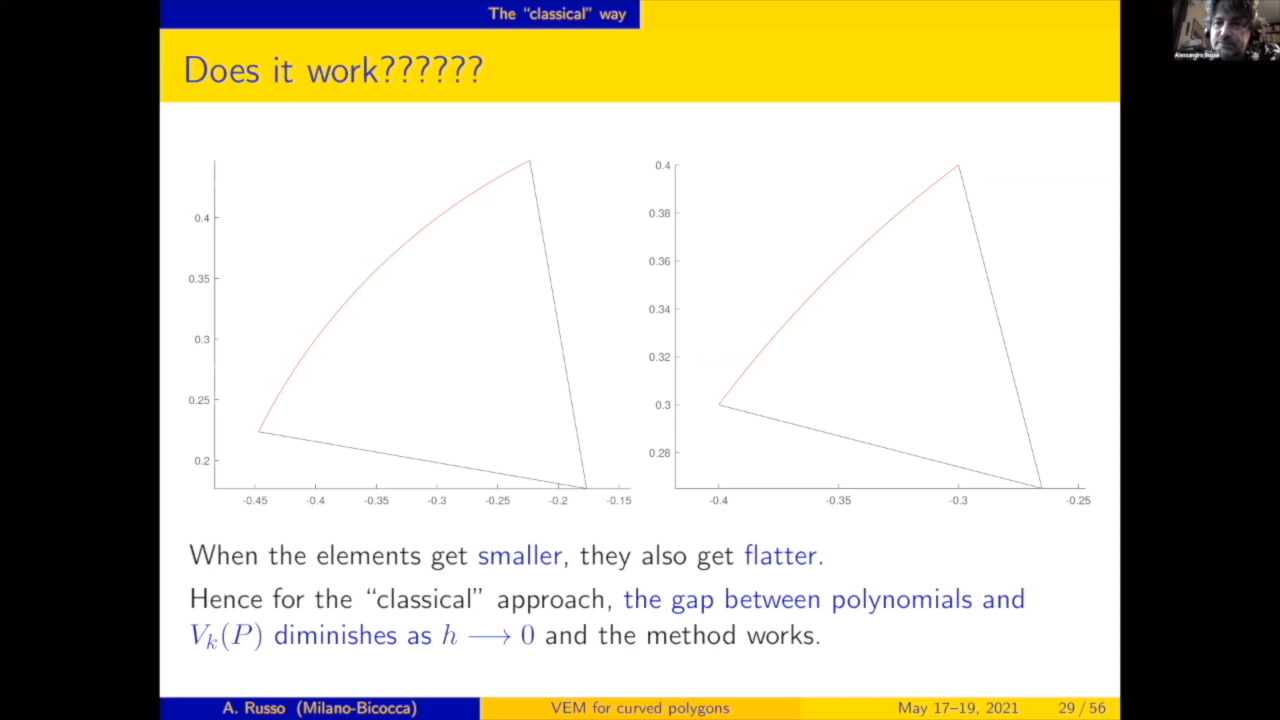 The “classical” way
Does it work??????
0.4
0.35
0.3
0.25
0.2
-0.45 -0.4 -0.35 -0.3 -0.25 -0.2 -0.15
0.4
0.38
0.36
0.34
0.32
0.3
0.28
-0.4 -0.35 -0.3 -0.25
When the elements get smaller, they also get flatter.
Hence for the “classical” approach, the gap between polynomials and
Vₖ(P) diminishes as h ⟶ 0 and the method works.
A. Russo (Milano-Bicocca) VEM for curved polygons May 17–19, 2021 29 / 56
Alessandro Russo